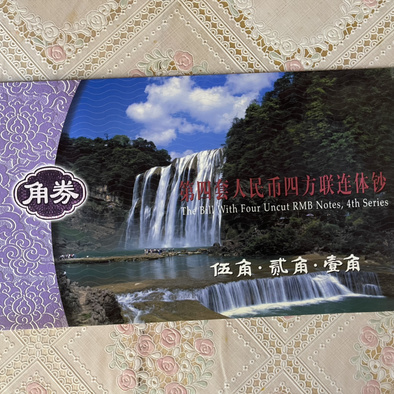 角券
第四套人民币四方联连体钞
The Bill With Four Uncut RMB Notes, 4th Series
伍角·贰角·壹角